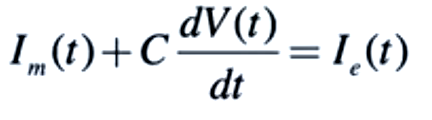 I_m(t) + C dV(t)/dt = I_e(t)